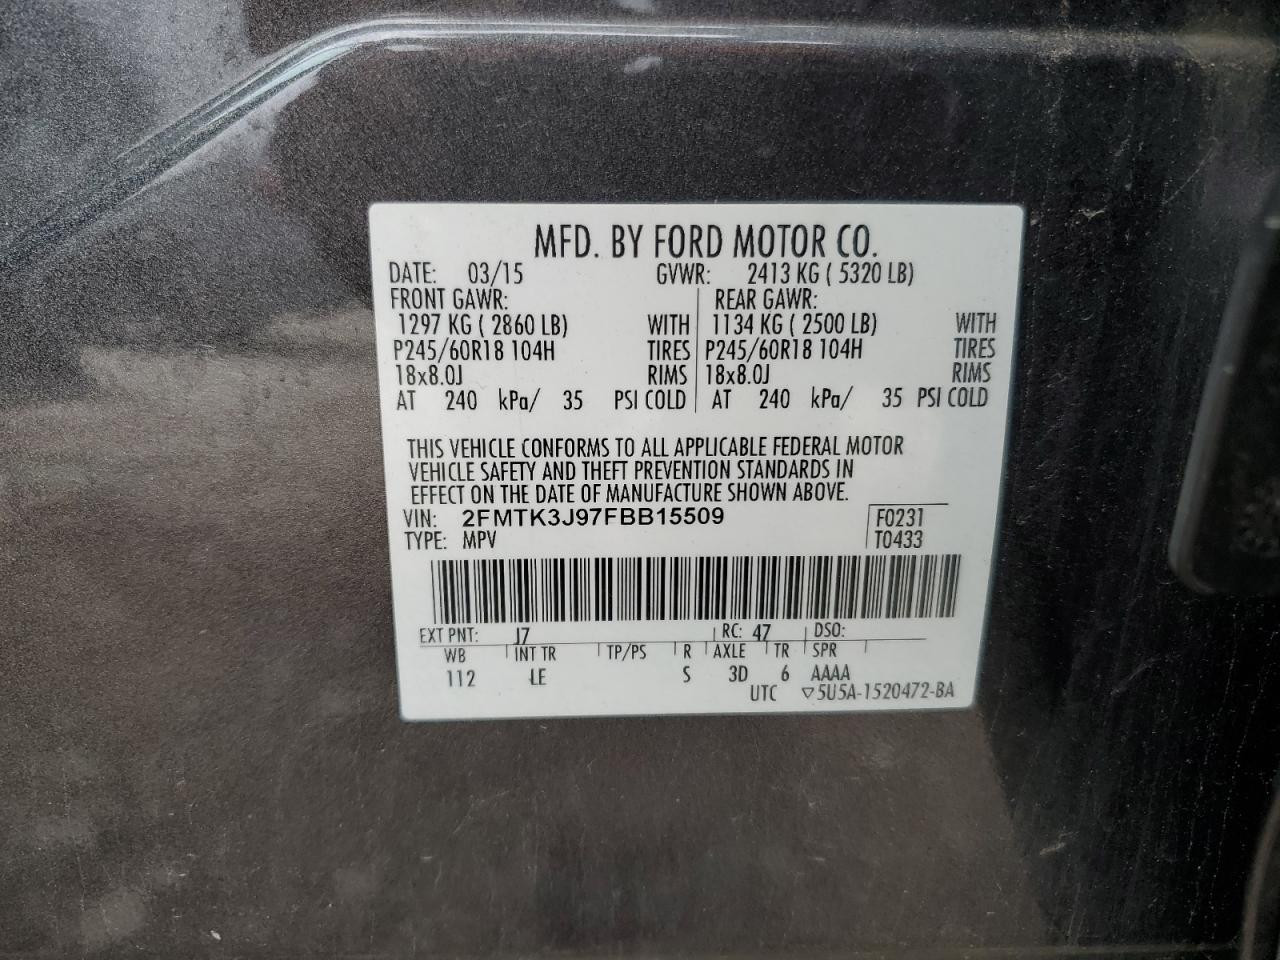 MFD. BY FORD MOTOR CO.
DATE: 03/15 GVWR: 2413 KG ( 5320 LB)
FRONT GAWR: REAR GAWR:
1297 KG ( 2860 LB) WITH 1134 KG ( 2500 LB) WITH
P245/60R18 104H TIRES P245/60R18 104H TIRES
18x8.0J RIMS 18x8.0J RIMS
AT 240 kPa/ 35 PSI COLD AT 240 kPa/ 35 PSI COLD
THIS VEHICLE CONFORMS TO ALL APPLICABLE FEDERAL MOTOR
VEHICLE SAFETY AND THEFT PREVENTION STANDARDS IN
EFFECT ON THE DATE OF MANUFACTURE SHOWN ABOVE.
VIN: 2FMTK3J97FBB15509 F0231
TYPE: MPV T0433
EXT PNT: J7 RC: 47 DSO:
WB INT TR TP/PS R AXLE TR SPR
112 LE S 3D 6 AAAA
UTC ▽5U5A-1520472-BA